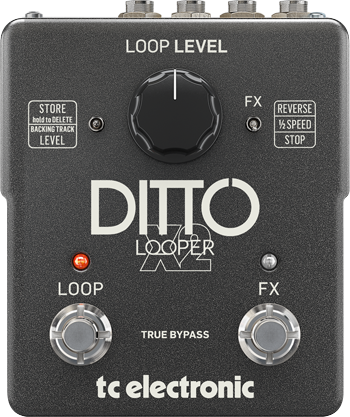 LOOP LEVEL
STORE
hold to DELETE
BACKING TRACK
LEVEL
FX
REVERSE
½ SPEED
STOP
DITTO
LOOPER
X2
LOOP
FX
TRUE BYPASS
tc electronic